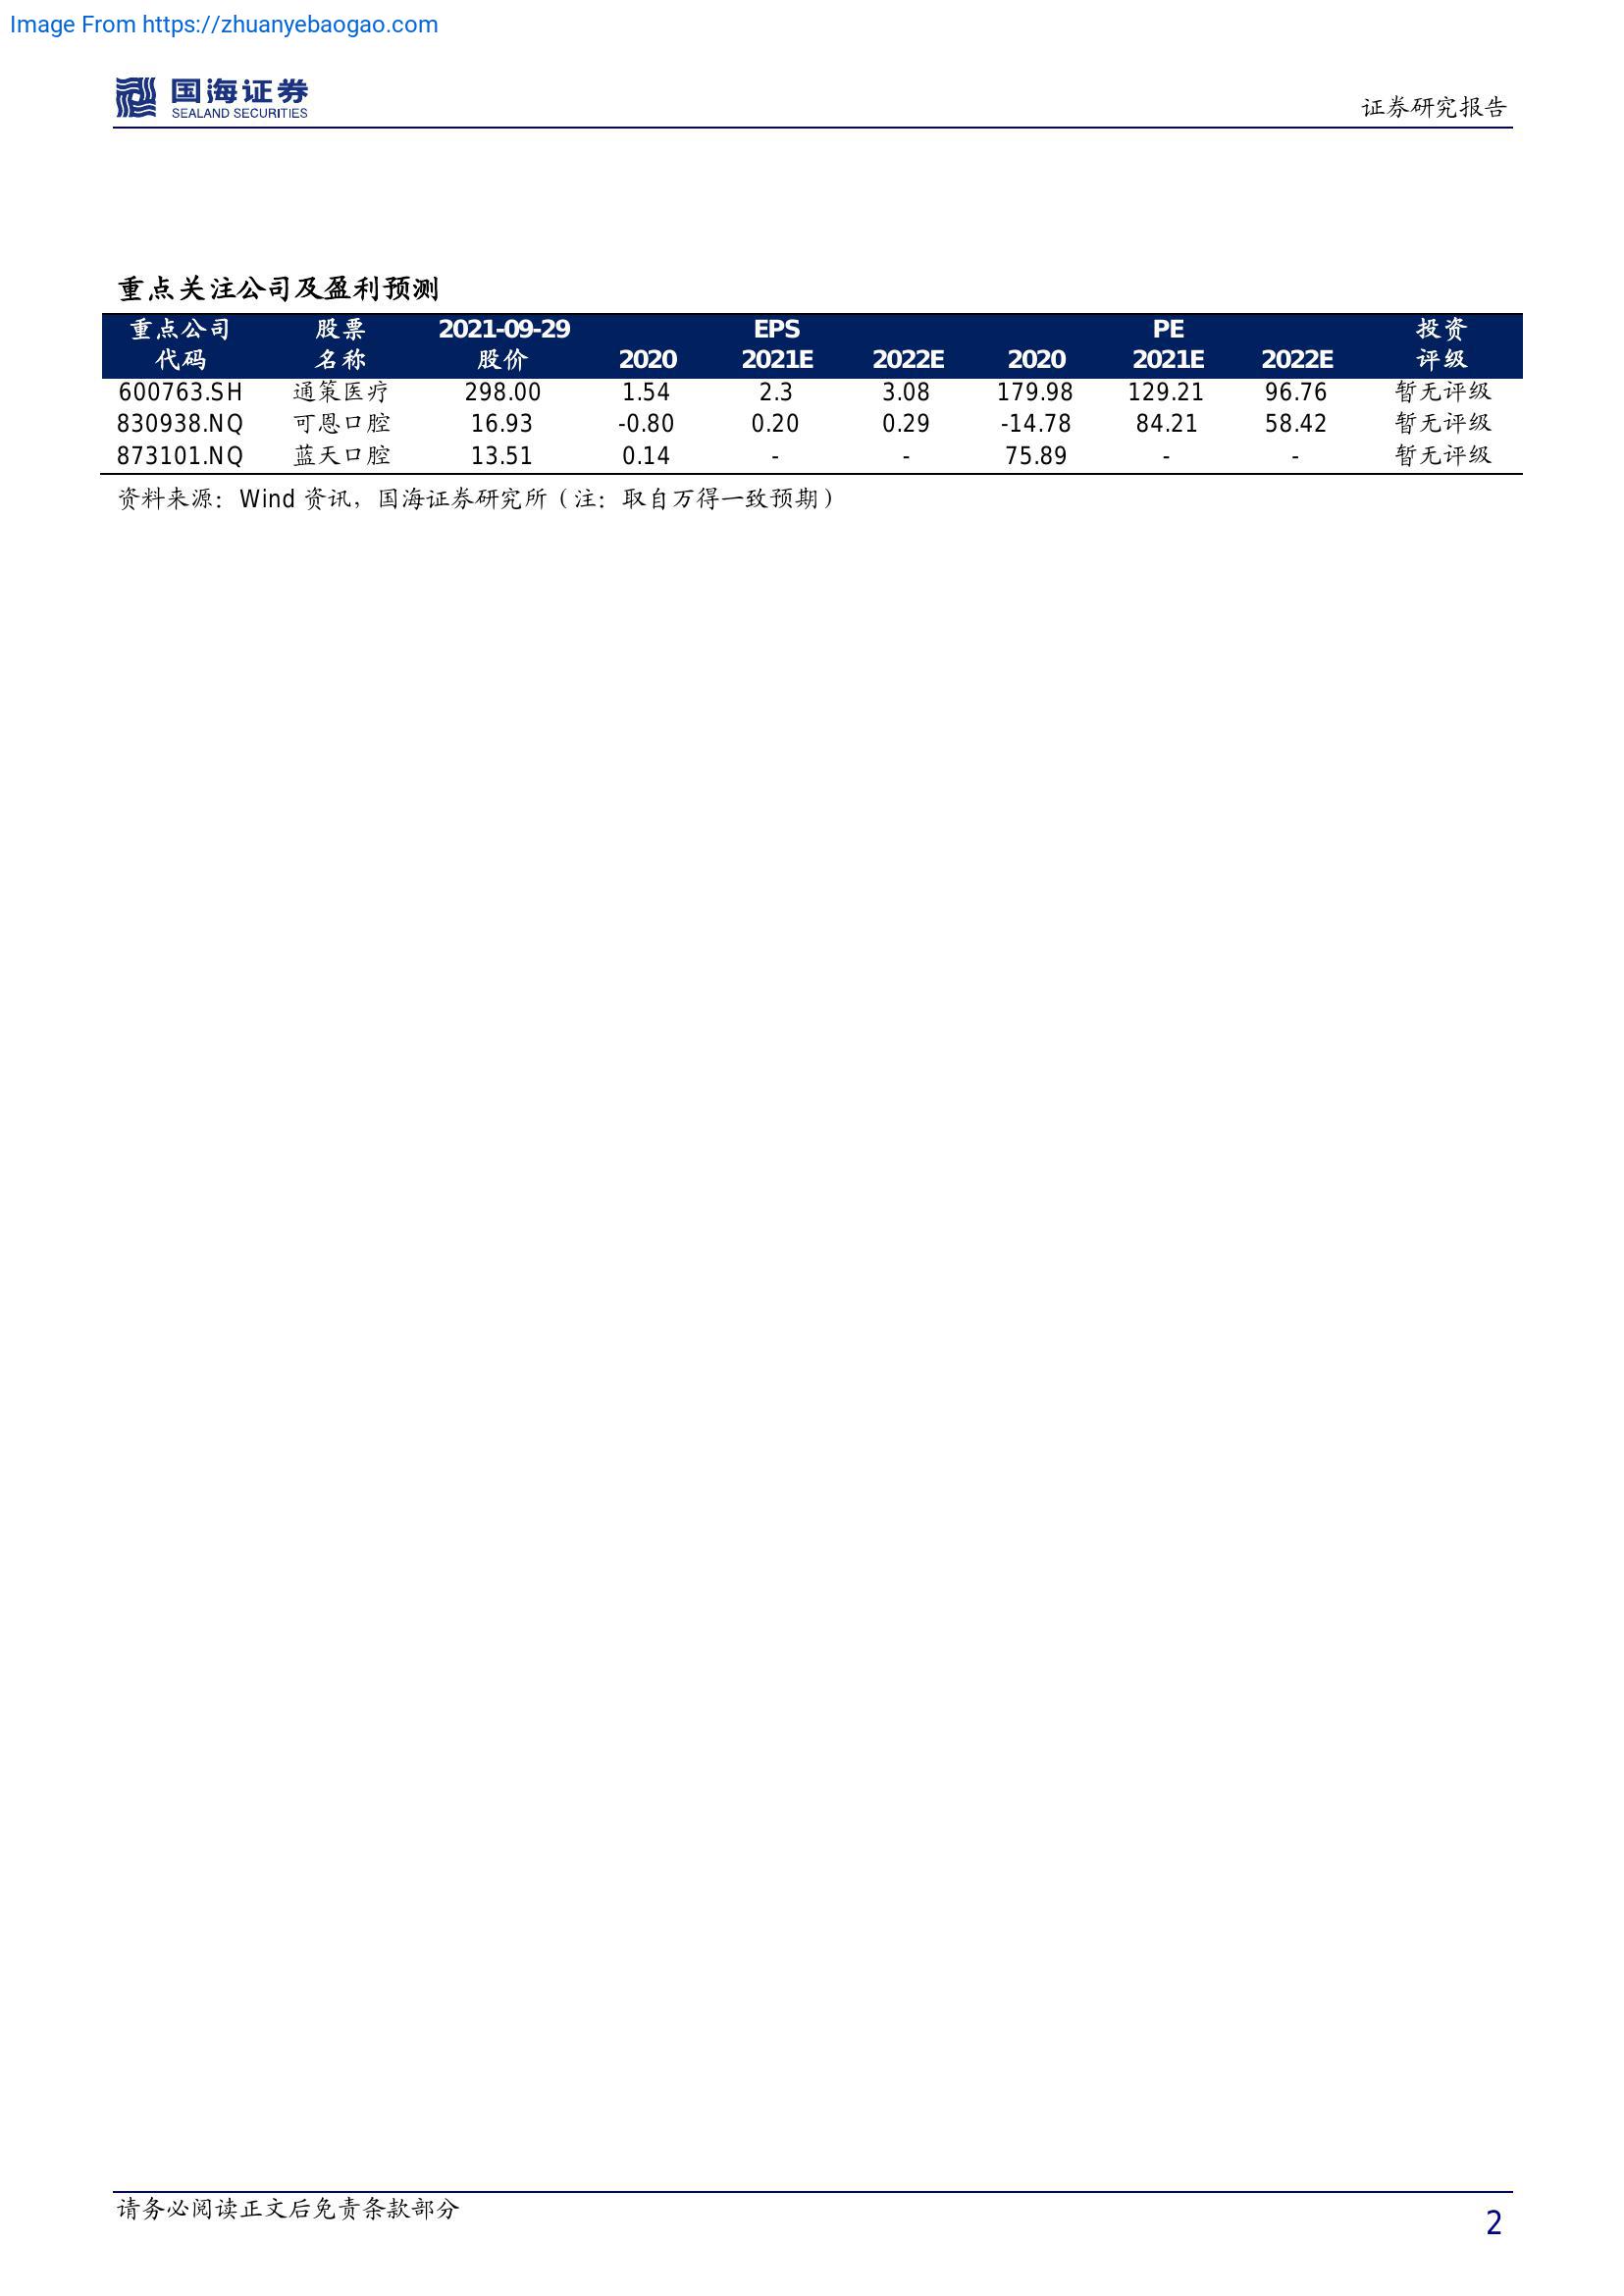 Image From https://zhuanyebaogao.com
国海证券
SEALAND SECURITIES
证券研究报告
重点关注公司及盈利预测
重点公司 股票 2021-09-29 EPS PE 投资
代码 名称 股价 2020 2021E 2022E 2020 2021E 2022E 评级
600763.SH 通策医疗 298.00 1.54 2.3 3.08 179.98 129.21 96.76 暂无评级
830938.NQ 可恩口腔 16.93 -0.80 0.20 0.29 -14.78 84.21 58.42 暂无评级
873101.NQ 蓝天口腔 13.51 0.14 - - 75.89 - - 暂无评级
资料来源：Wind 资讯，国海证券研究所（注：取自万得一致预期）
请务必阅读正文后免责条款部分
2